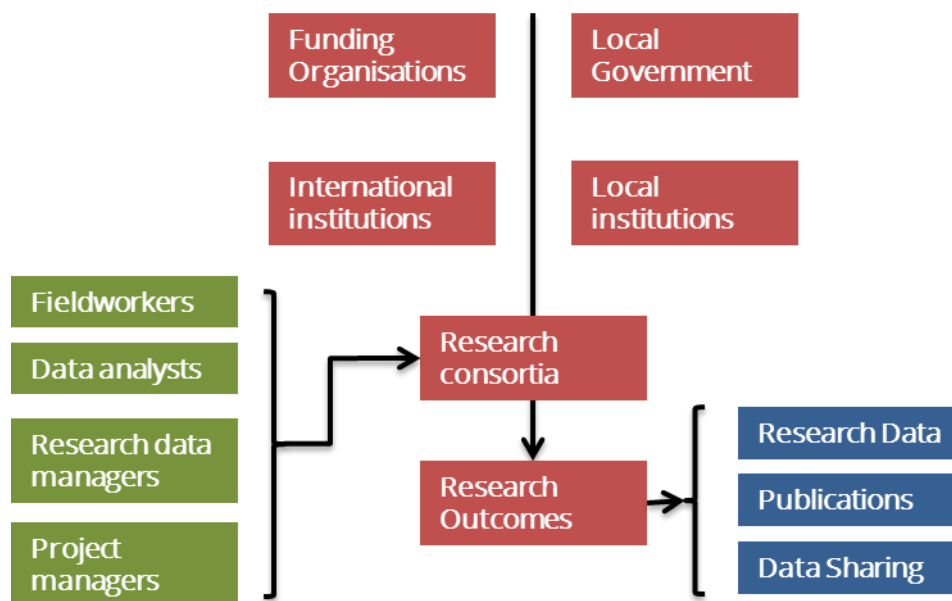 Funding
Organisations
Local
Government
International
institutions
Local
institutions
Fieldworkers
Data analysts
Research data
managers
Project
managers
Research
consortia
Research
Outcomes
Research Data
Publications
Data Sharing